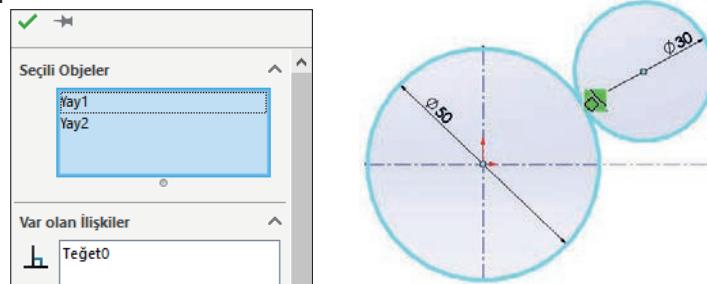 Seçili Objeler
Yay1
Yay2
Var olan İlişkiler
Teğet0
Ø50
Ø30